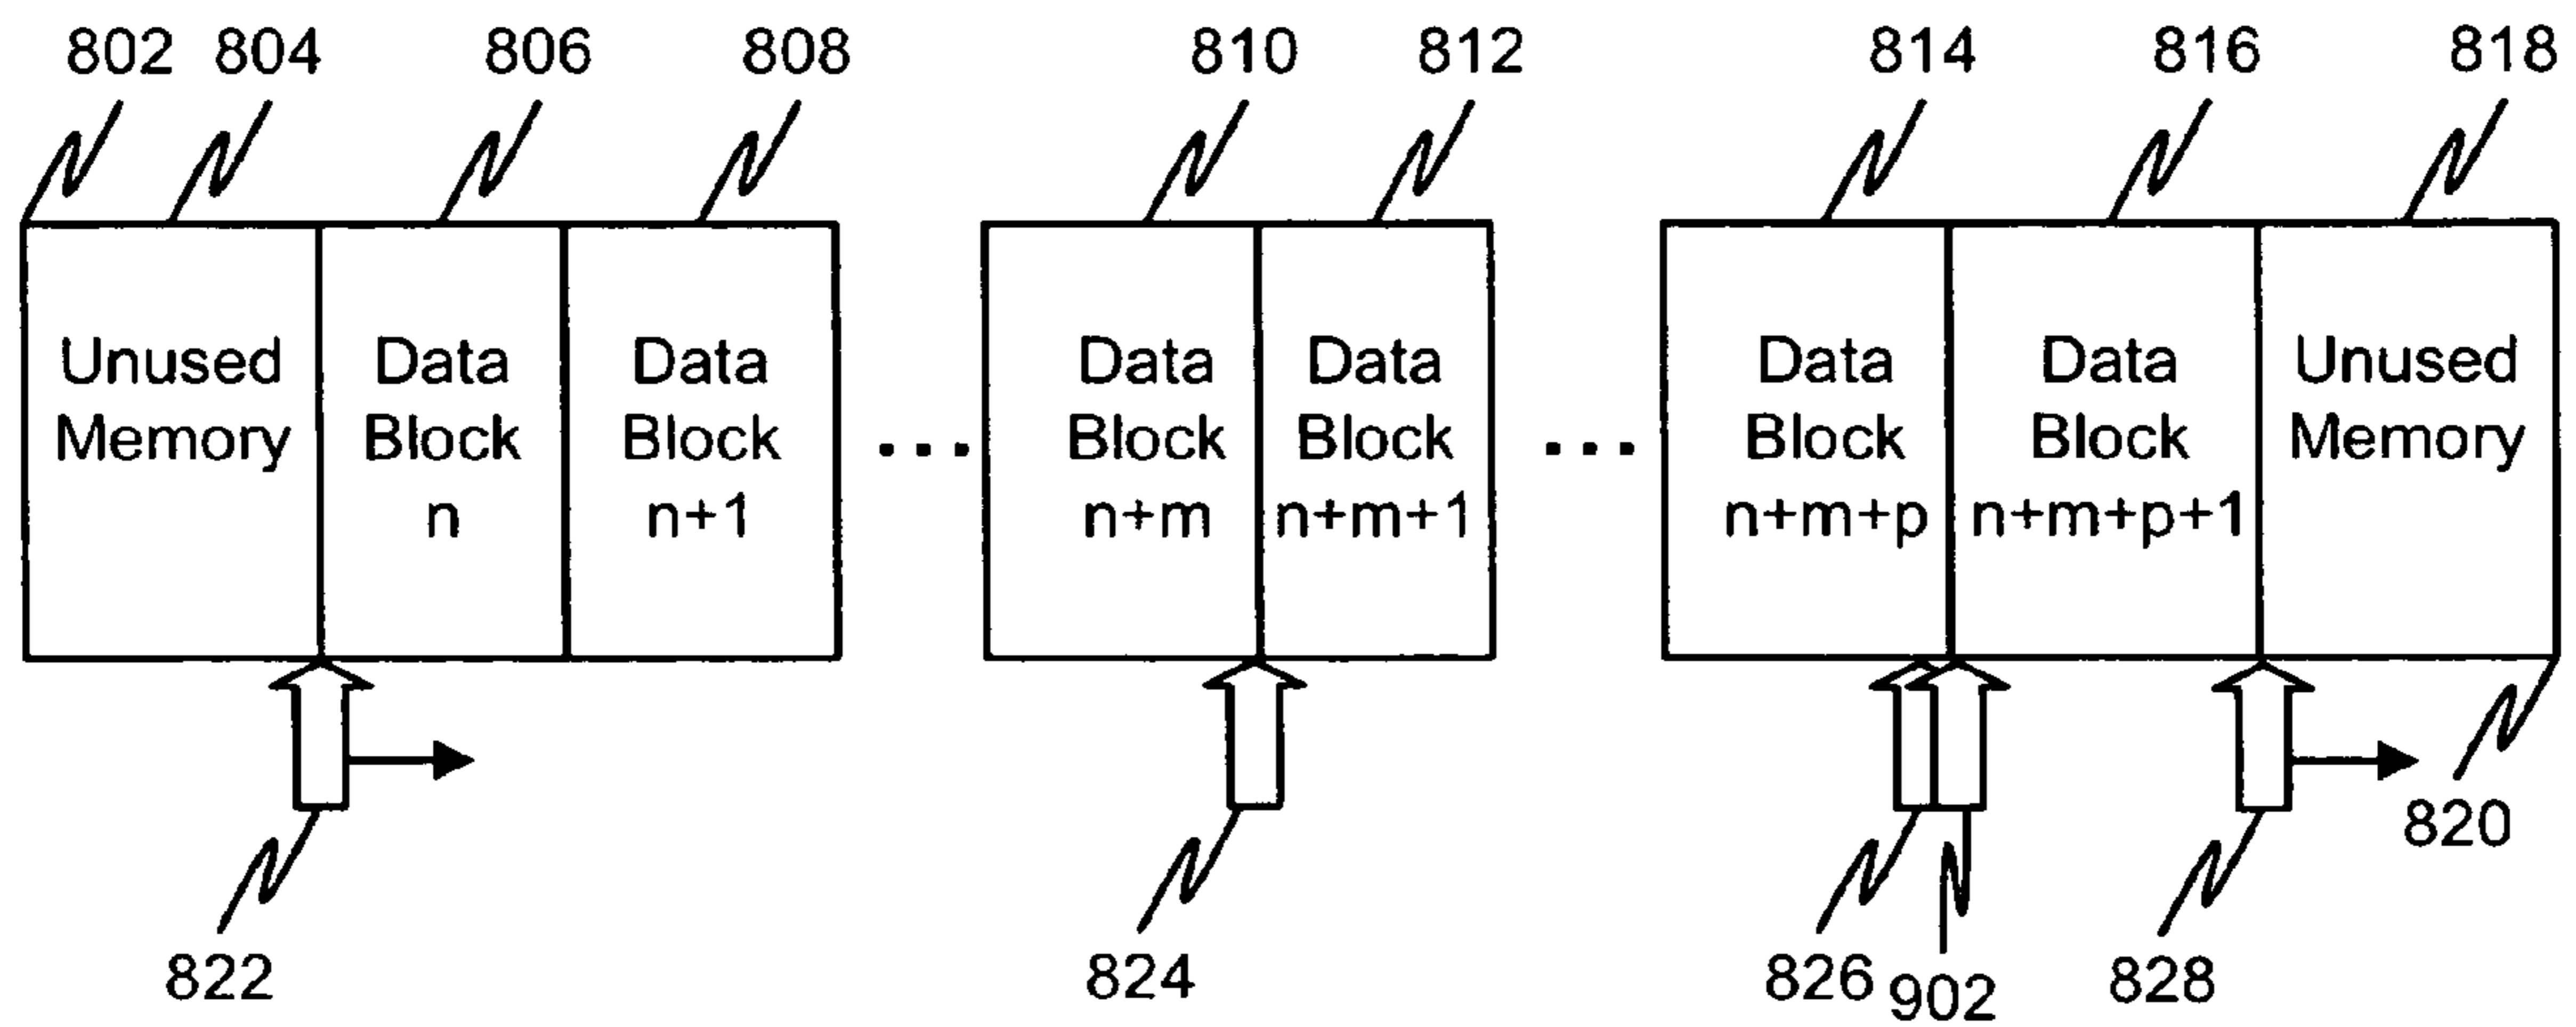 802 804 806 808 810 812 814 816 818
Unused Memory
Data Block n
Data Block n+1
...
Data Block n+m
Data Block n+m+1
...
Data Block n+m+p
Data Block n+m+p+1
Unused Memory
820
822 824 826 902 828